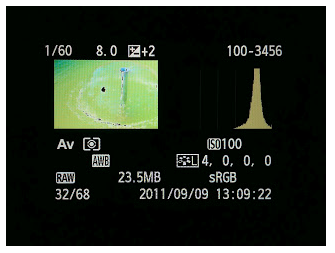 1/60 8.0 +2 100-3456
Av ISO100
AWB L 4, 0, 0, 0
RAW 23.5MB sRGB
32/68 2011/09/09 13:09:22